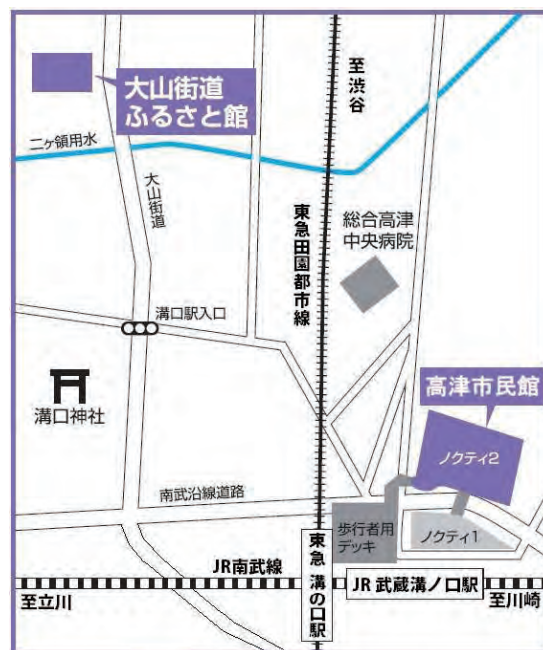 大山街道
ふるさと館
至渋谷
二ヶ領用水
大山街道
東急田園都市線
総合高津
中央病院
溝口駅入口
溝口神社
高津市民館
ノクティ2
南武沿線道路
歩行者用
デッキ
ノクティ1
JR南武線
東急 溝の口駅
JR 武蔵溝ノ口駅
至立川
至川崎